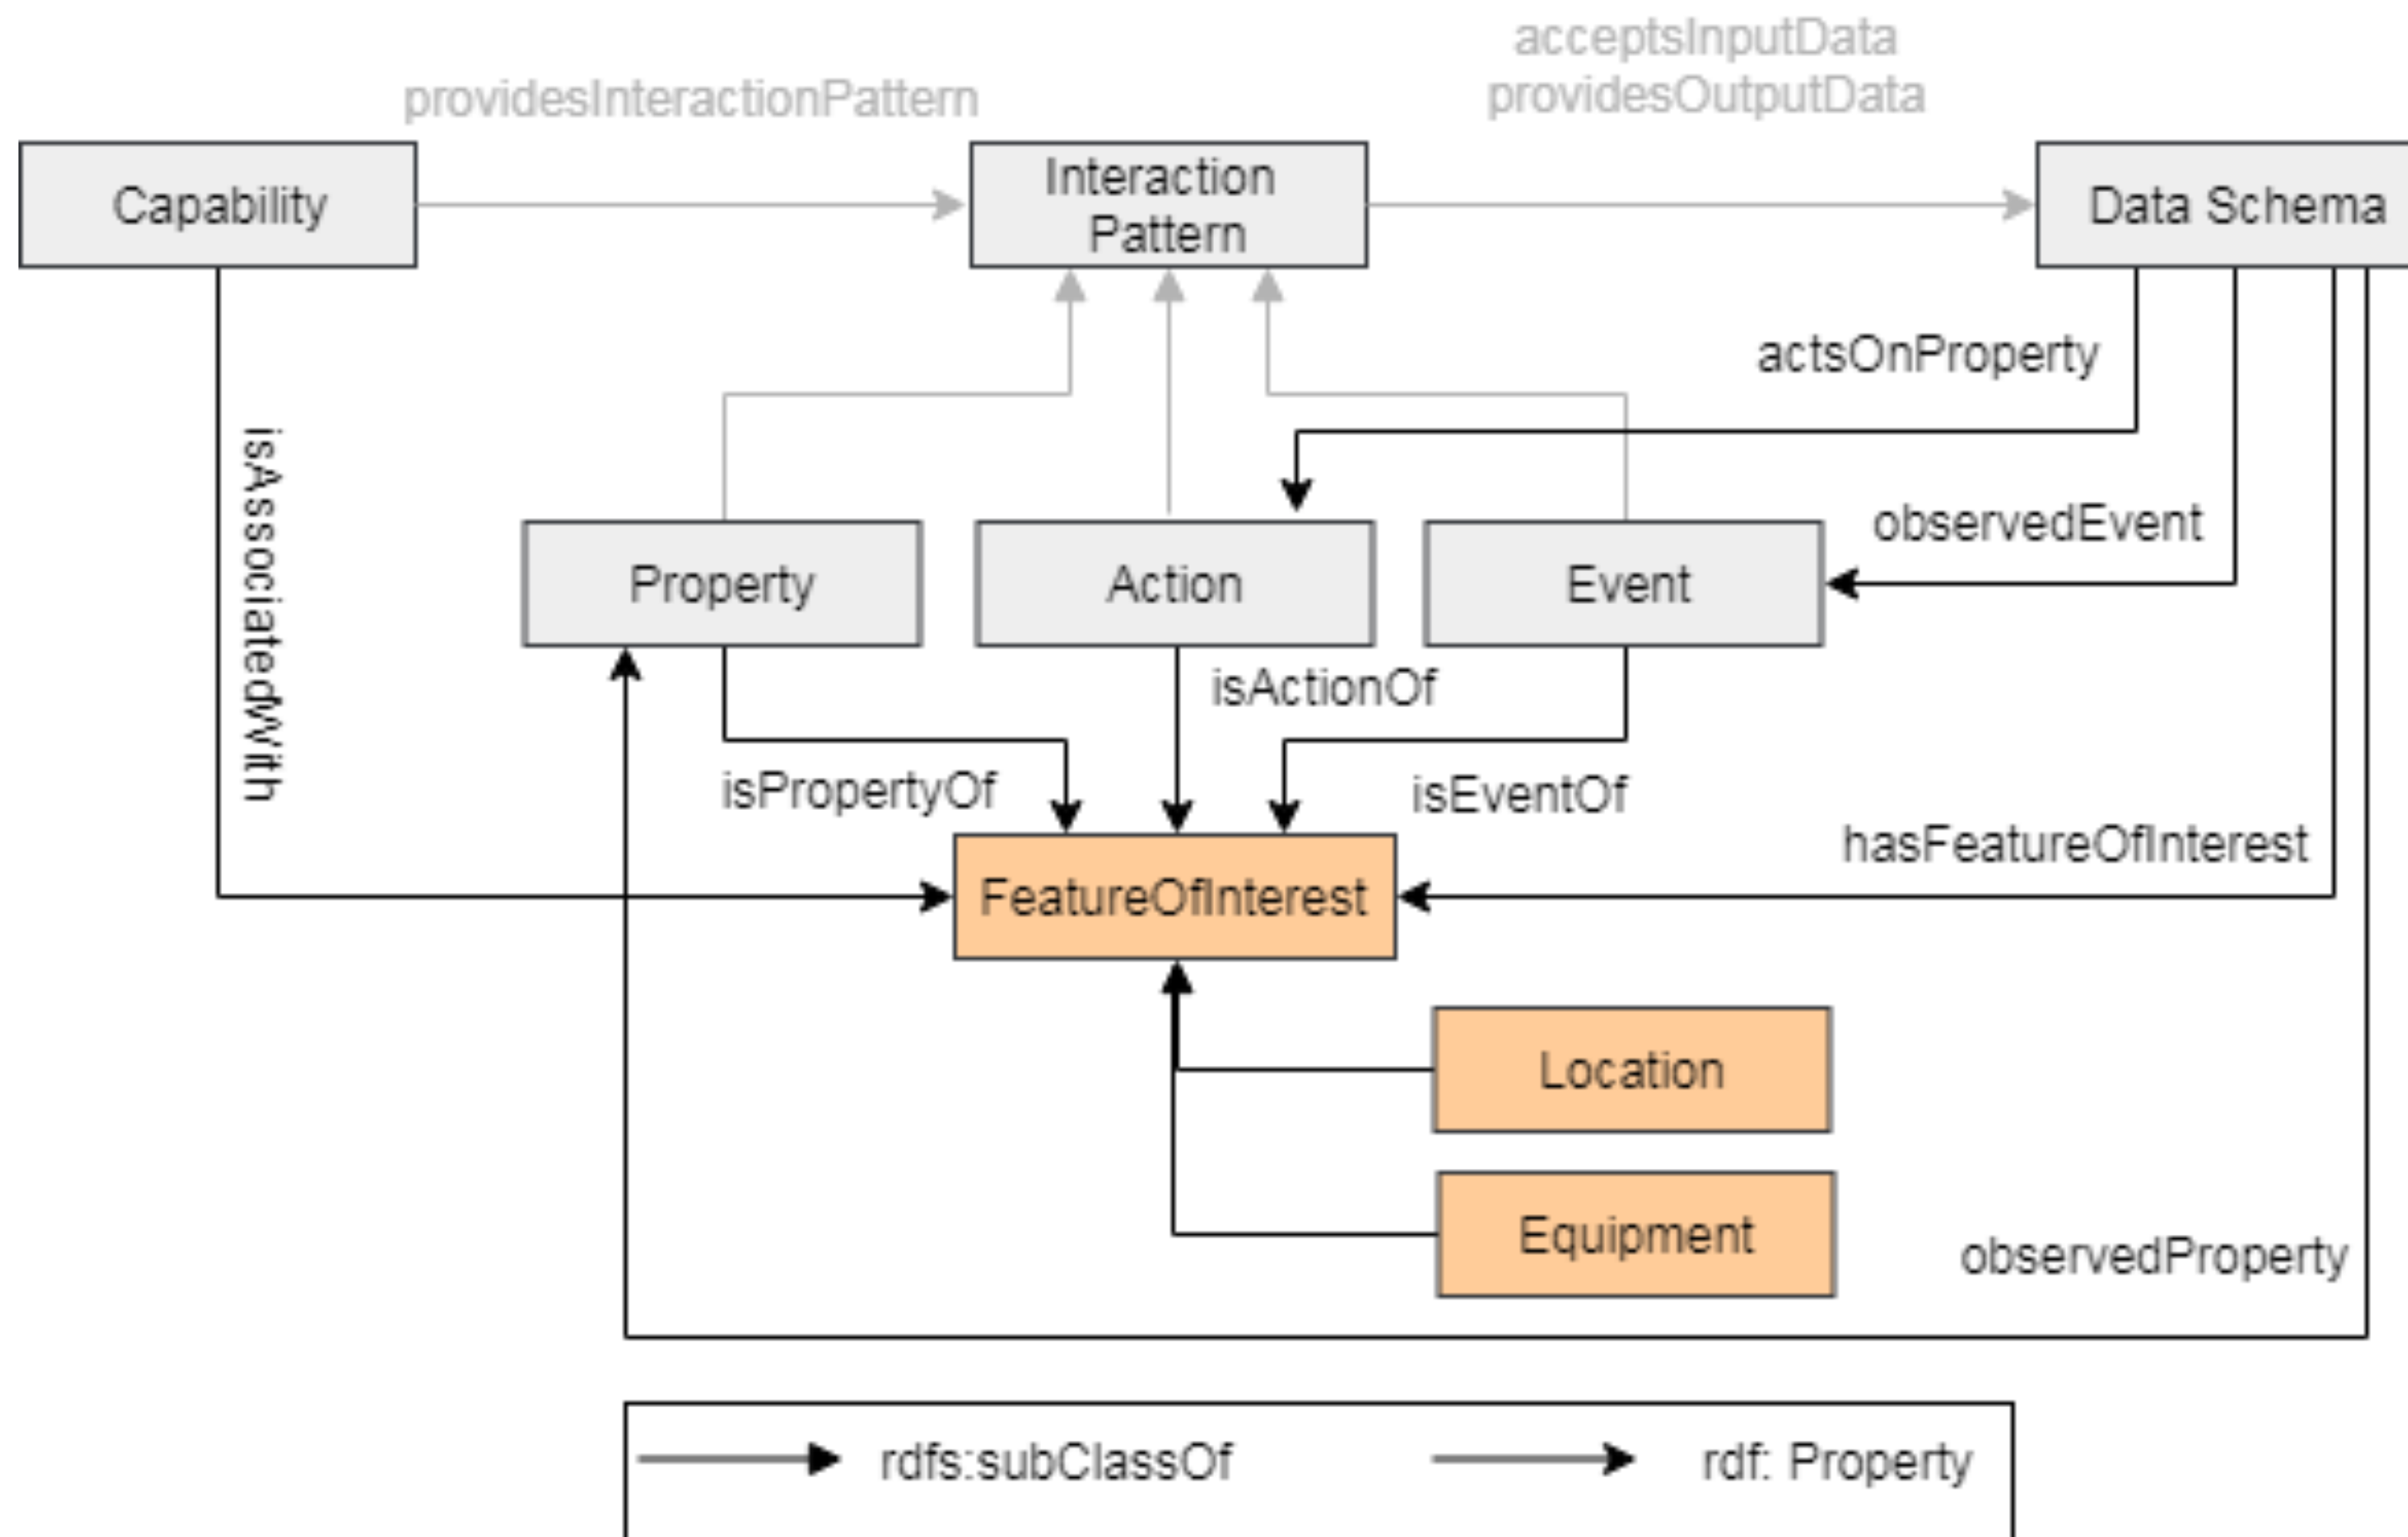 acceptsInputData
providesInteractionPattern
providesOutputData
Capability
Interaction
Pattern
Data Schema
actsOnProperty
isAssociatedWith
observedEvent
Property
Action
Event
isActionOf
isPropertyOf
isEventOf
hasFeatureOfInterest
FeatureOfInterest
Location
Equipment
observedProperty
rdfs:subClassOf
rdf: Property